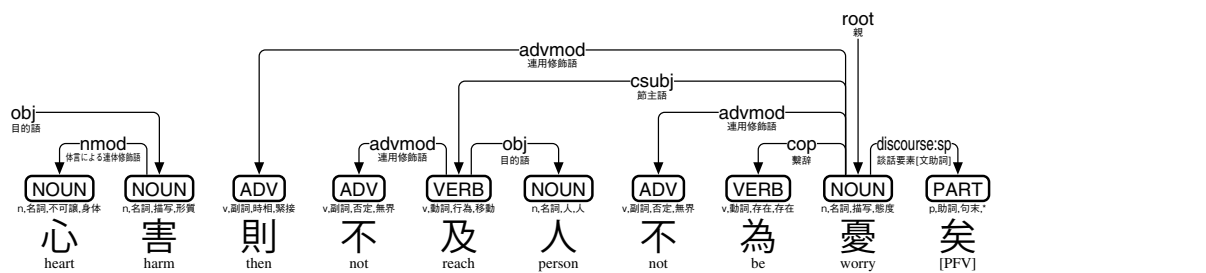 root
親
advmod
連用修飾語
csubj
節主語
obj
目的語
advmod
連用修飾語
nmod
体言による連体修飾語
advmod
連用修飾語
obj
目的語
cop
繫辞
discourse:sp
談話要素[文助詞]
NOUN NOUN ADV ADV VERB NOUN ADV VERB NOUN PART
n,名詞,不可譲,身体 n,名詞,描写,形質 v,副詞,時相,緊接 v,副詞,否定,無界 v,動詞,行為,移動 n,名詞,人,人 v,副詞,否定,無界 v,動詞,存在,存在 n,名詞,描写,態度 p,助詞,句末,*
心 害 則 不 及 人 不 為 憂 矣
heart harm then not reach person not be worry [PFV]